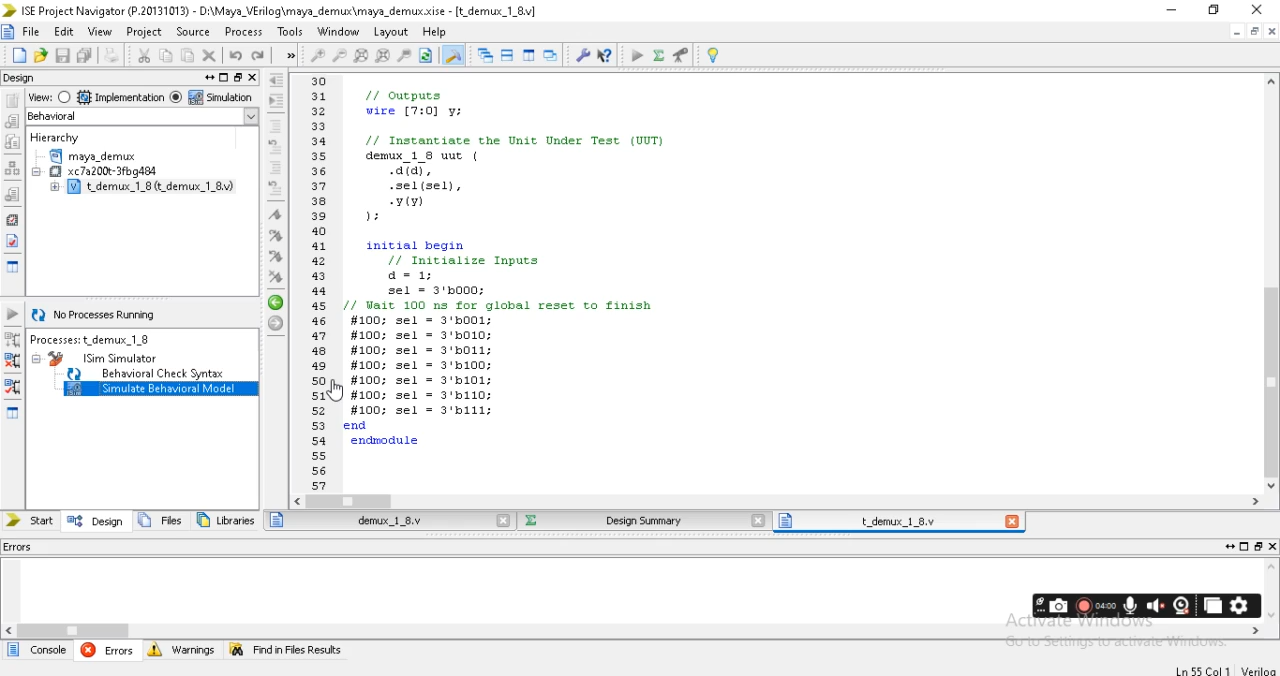 ISE Project Navigator (P.20131013) - D:\Maya_VErilog\maya_demux\maya_demux.xise - [t_demux_1_8.v]
File Edit View Project Source Process Tools Window Layout Help
»
Design
View: Implementation Simulation
Behavioral
Hierarchy
maya_demux
xc7a200t-3fbg484
t_demux_1_8 (t_demux_1_8.v)
No Processes Running
Processes: t_demux_1_8
ISim Simulator
Behavioral Check Syntax
Simulate Behavioral Model
Start Design Files Libraries
30
31 // Outputs
32 wire [7:0] y;
33
34 // Instantiate the Unit Under Test (UUT)
35 demux_1_8 uut (
36 .d(d),
37 .sel(sel),
38 .y(y)
39 );
40
41 initial begin
42 // Initialize Inputs
43 d = 1;
44 sel = 3'b000;
45 // Wait 100 ns for global reset to finish
46 #100; sel = 3'b001;
47 #100; sel = 3'b010;
48 #100; sel = 3'b011;
49 #100; sel = 3'b100;
50 #100; sel = 3'b101;
51 #100; sel = 3'b110;
52 #100; sel = 3'b111;
53 end
54 endmodule
55
56
57
demux_1_8.v Design Summary t_demux_1_8.v
Errors
04:00
Activate Windows
Go to Settings to activate Windows.
Console Errors Warnings Find in Files Results
Ln 55 Col 1 Verilog